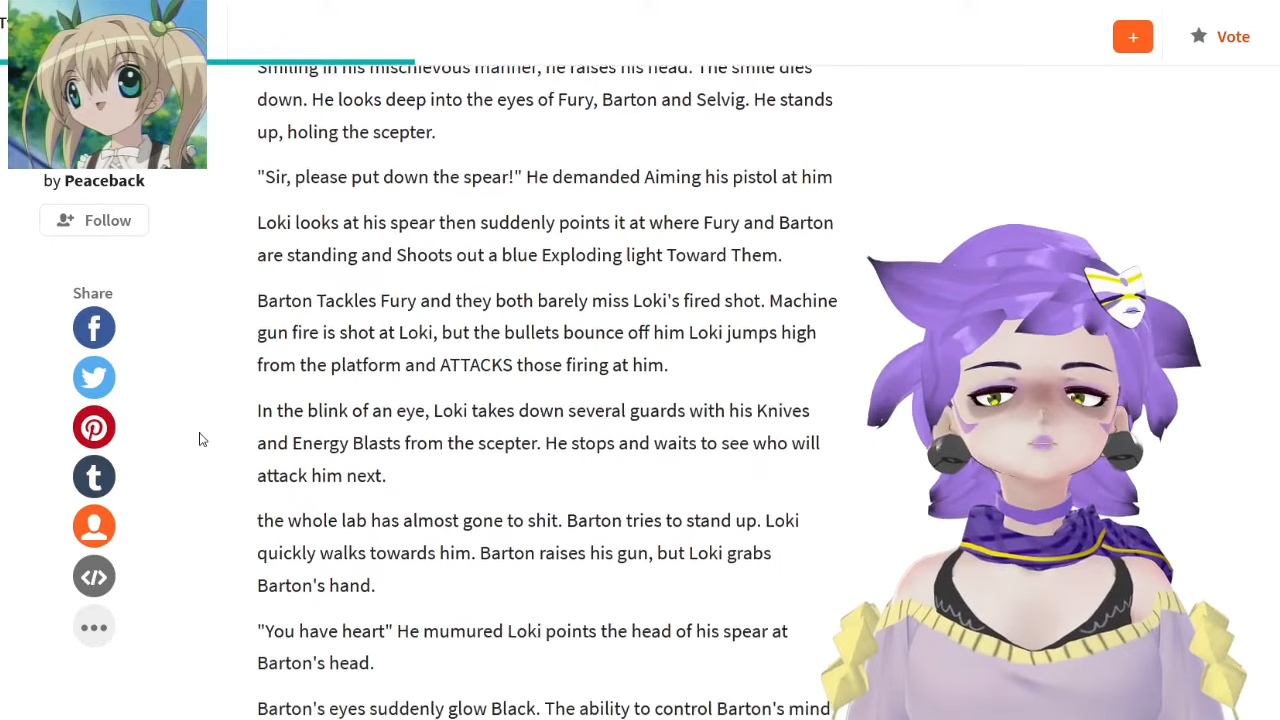 T
+
Vote
Smiling in his mischievous manner, he raises his head. The smile dies
down. He looks deep into the eyes of Fury, Barton and Selvig. He stands
up, holing the scepter.
by Peaceback
"Sir, please put down the spear!" He demanded Aiming his pistol at him
Follow
Loki looks at his spear then suddenly points it at where Fury and Barton
are standing and Shoots out a blue Exploding light Toward Them.
Share
Barton Tackles Fury and they both barely miss Loki's fired shot. Machine
gun fire is shot at Loki, but the bullets bounce off him Loki jumps high
from the platform and ATTACKS those firing at him.
In the blink of an eye, Loki takes down several guards with his Knives
and Energy Blasts from the scepter. He stops and waits to see who will
attack him next.
the whole lab has almost gone to shit. Barton tries to stand up. Loki
quickly walks towards him. Barton raises his gun, but Loki grabs
Barton's hand.
"You have heart" He mumured Loki points the head of his spear at
Barton's head.
Barton's eyes suddenly glow Black. The ability to control Barton's mind